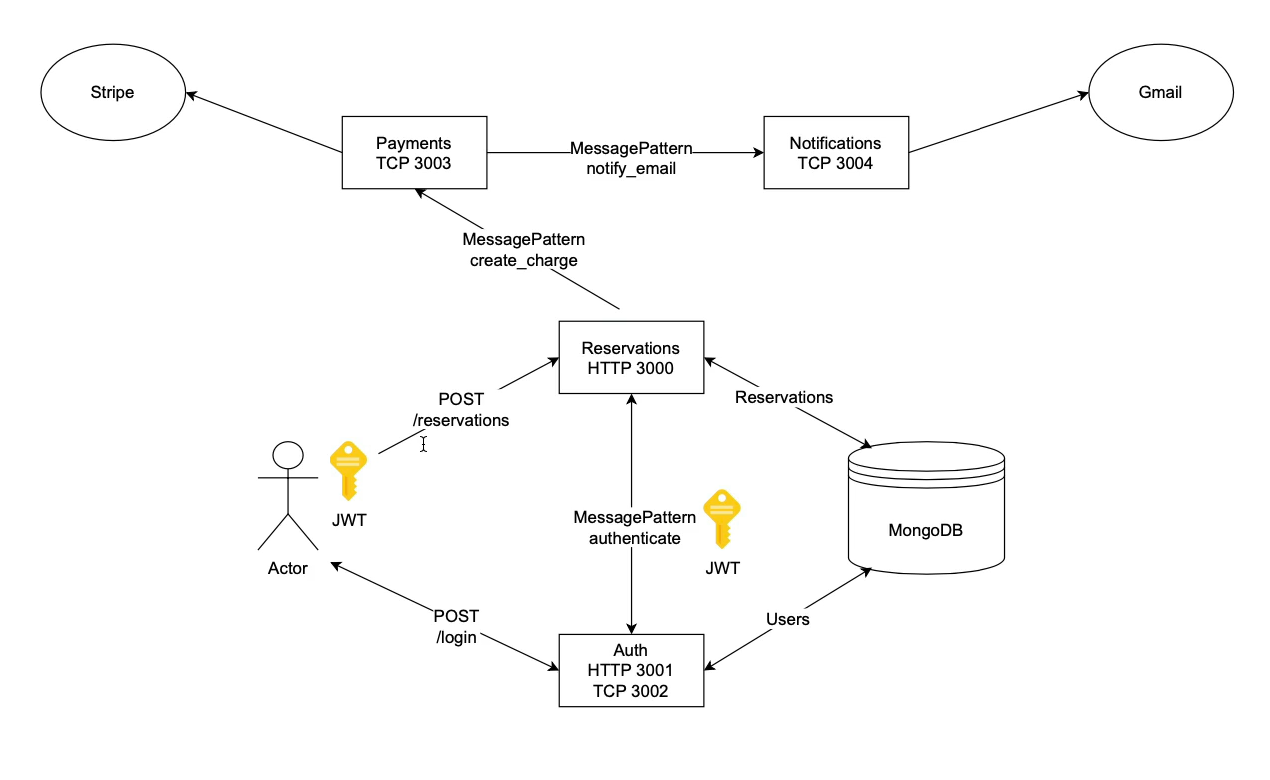 Stripe
Gmail
Payments
TCP 3003
MessagePattern
notify_email
Notifications
TCP 3004
MessagePattern
create_charge
Reservations
HTTP 3000
POST
/reservations
Reservations
JWT
Actor
MessagePattern
authenticate
JWT
MongoDB
POST
/login
Users
Auth
HTTP 3001
TCP 3002